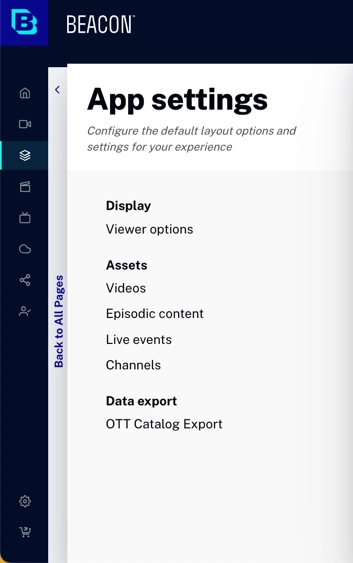 BEACON
App settings
Configure the default layout options and
settings for your experience
Display
Viewer options
Assets
Videos
Episodic content
Live events
Channels
Data export
OTT Catalog Export
Back to All Pages